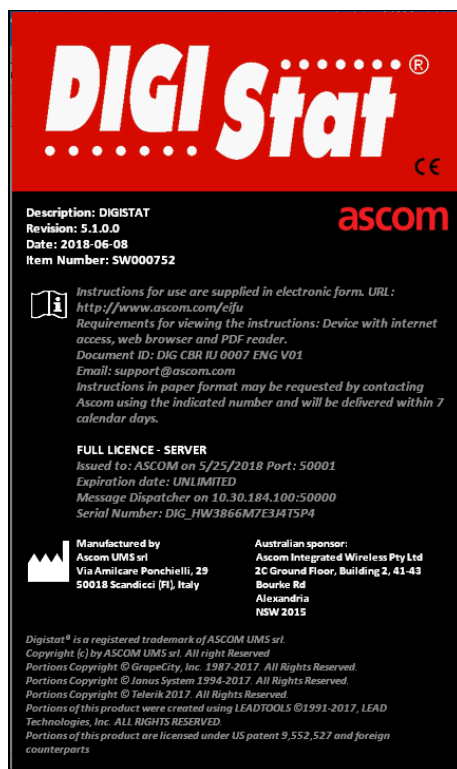 DIGI Stat®
CE
ascom
Description: DIGISTAT
Revision: 5.1.0.0
Date: 2018-06-08
Item Number: SW000752
Instructions for use are supplied in electronic form. URL:
http://www.ascom.com/eifu
Requirements for viewing the instructions: Device with internet
access, web browser and PDF reader.
Document ID: DIG CBR IU 0007 ENG V01
Email: support@ascom.com
Instructions in paper format may be requested by contacting
Ascom using the indicated number and will be delivered within 7
calendar days.
FULL LICENCE - SERVER
Issued to: ASCOM on 5/25/2018 Port: 50001
Expiration date: UNLIMITED
Message Dispatcher on 10.30.184.100:50000
Serial Number: DIG_HW3866M7E3J4T5P4
Manufactured by
Ascom UMS srl
Via Amilcare Ponchielli, 29
50018 Scandicci (FI), Italy
Australian sponsor:
Ascom Integrated Wireless Pty Ltd
2C Ground Floor, Building 2, 41-43
Bourke Rd
Alexandria
NSW 2015
Digistat® is a registered trademark of ASCOM UMS srl.
Copyright (c) by ASCOM UMS srl. All right Reserved
Portions Copyright © GrapeCity, Inc. 1987-2017. All Rights Reserved.
Portions Copyright © Janus System 1994-2017. All Rights Reserved.
Portions Copyright © Telerik 2017. All Rights Reserved.
Portions of this product were created using LEADTOOLS ©1991-2017, LEAD
Technologies, Inc. ALL RIGHTS RESERVED.
Portions of this product are licensed under US patent 9,552,527 and foreign
counterparts